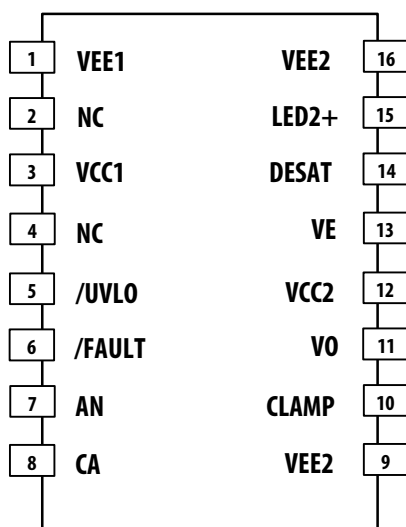 1 VEE1 VEE2 16
2 NC LED2+ 15
3 VCC1 DESAT 14
4 NC VE 13
5 /UVLO VCC2 12
6 /FAULT VO 11
7 AN CLAMP 10
8 CA VEE2 9